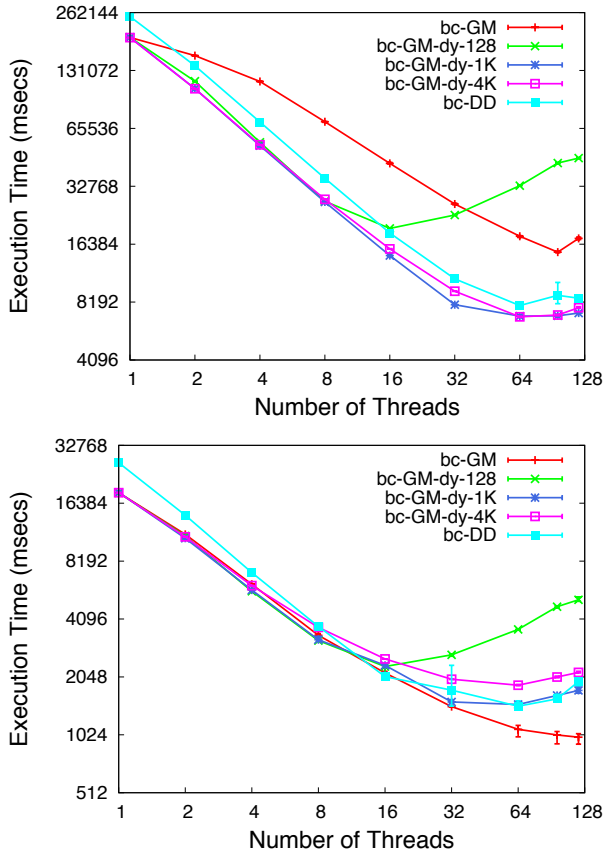 262144
131072
65536
32768
16384
8192
4096
Execution Time (msecs)
bc-GM
bc-GM-dy-128
bc-GM-dy-1K
bc-GM-dy-4K
bc-DD
1 2 4 8 16 32 64 128
Number of Threads
32768
16384
8192
4096
2048
1024
512
Execution Time (msecs)
bc-GM
bc-GM-dy-128
bc-GM-dy-1K
bc-GM-dy-4K
bc-DD
1 2 4 8 16 32 64 128
Number of Threads